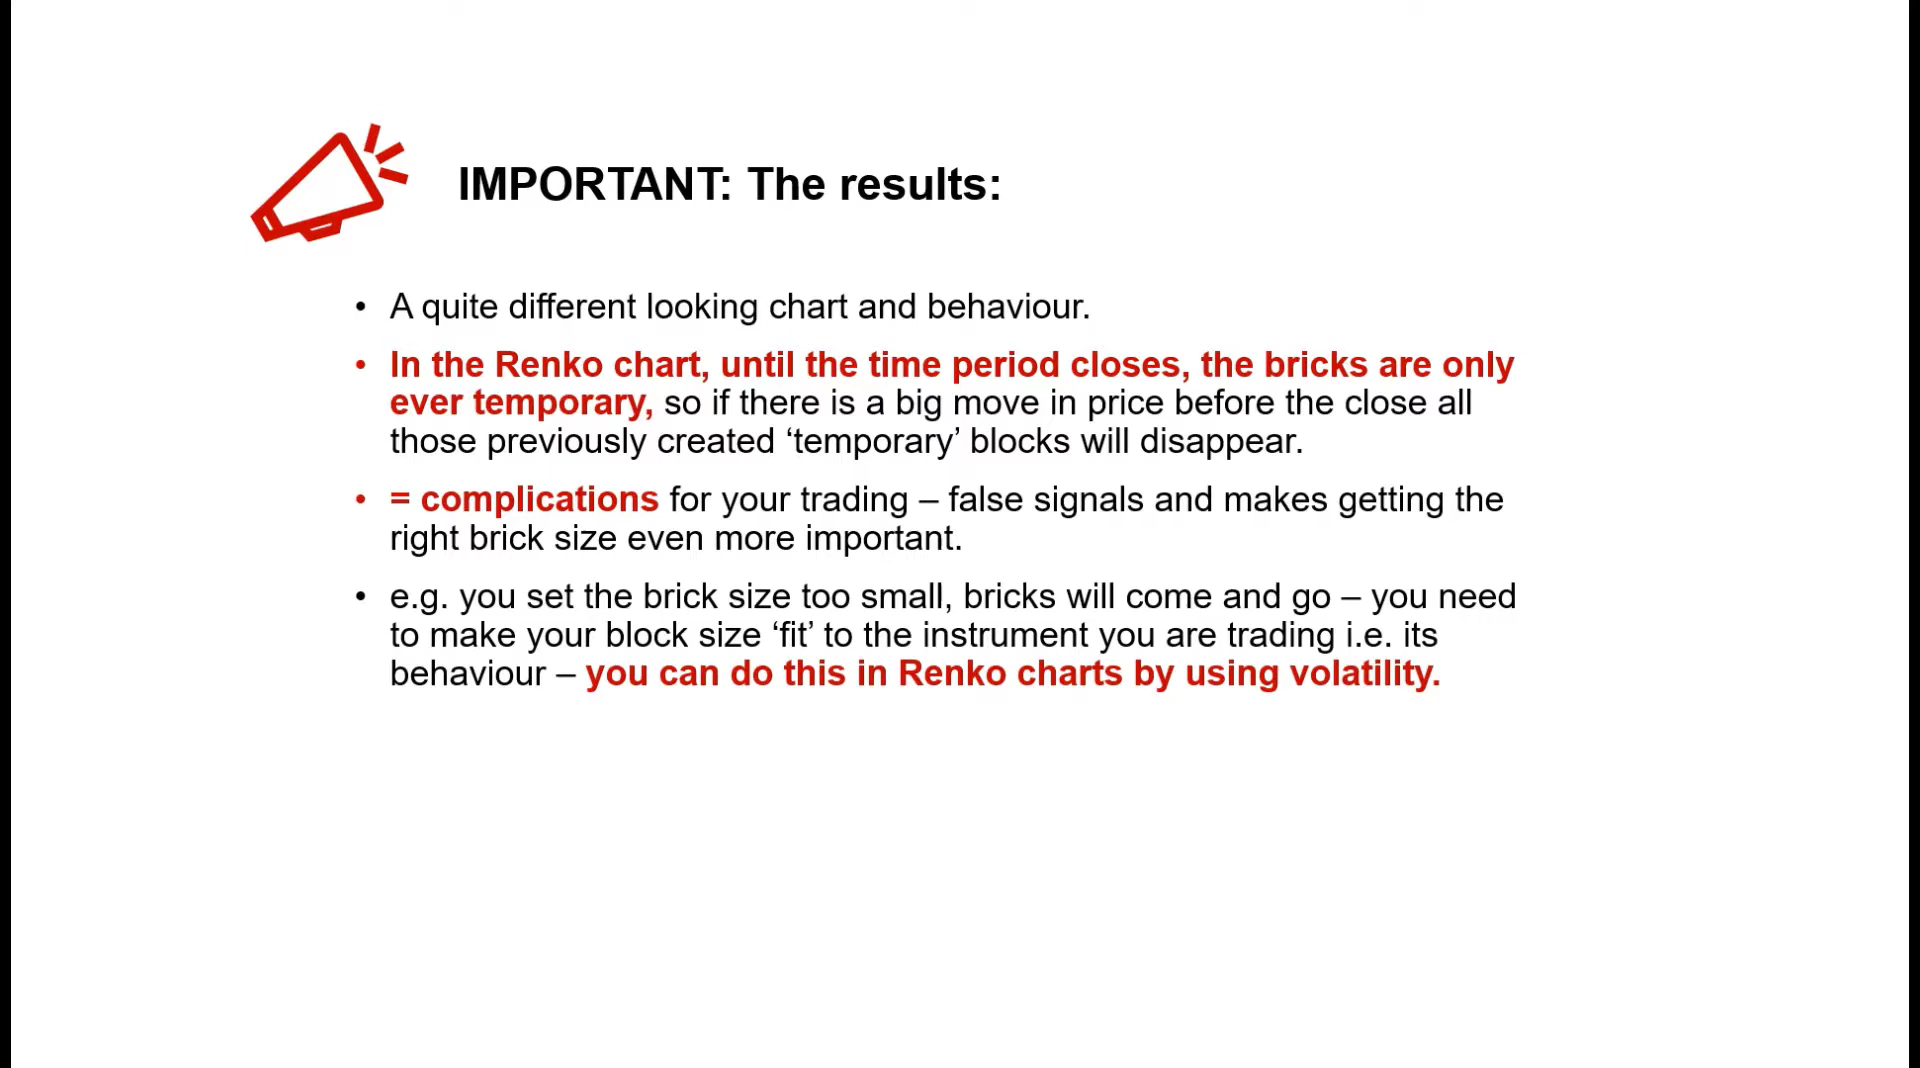 IMPORTANT: The results:
• A quite different looking chart and behaviour.
• In the Renko chart, until the time period closes, the bricks are only
ever temporary, so if there is a big move in price before the close all
those previously created ‘temporary’ blocks will disappear.
• = complications for your trading – false signals and makes getting the
right brick size even more important.
• e.g. you set the brick size too small, bricks will come and go – you need
to make your block size ‘fit’ to the instrument you are trading i.e. its
behaviour – you can do this in Renko charts by using volatility.